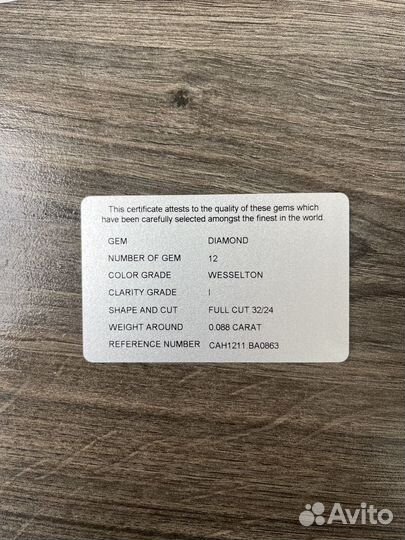 This certificate attests to the quality of these gems which
have been carefully selected amongst the finest in the world.
GEM DIAMOND
NUMBER OF GEM 12
COLOR GRADE WESSELTON
CLARITY GRADE I
SHAPE AND CUT FULL CUT 32/24
WEIGHT AROUND 0.088 CARAT
REFERENCE NUMBER CAH1211.BA0863
Avito